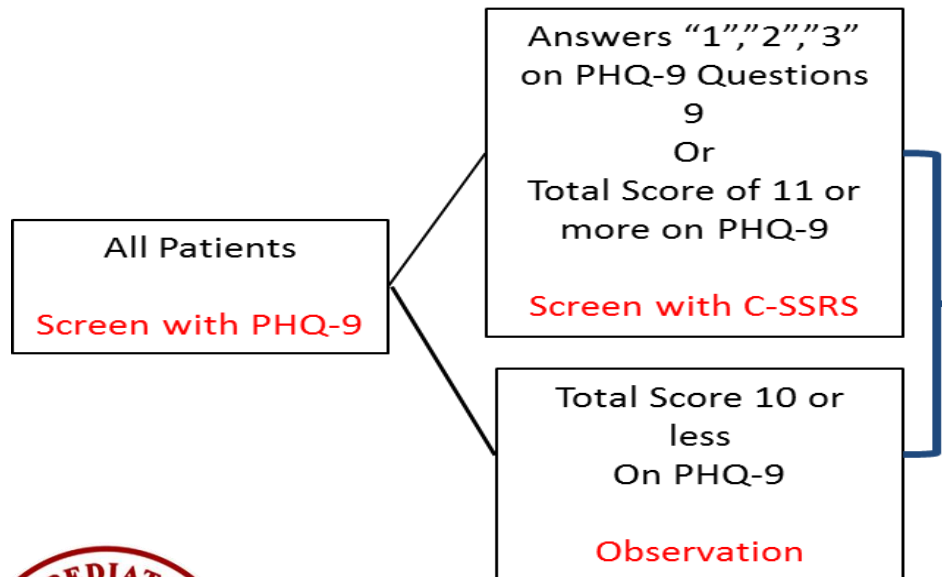 All Patients
Screen with PHQ-9
Answers “1”,”2”,”3”
on PHQ-9 Questions
9
Or
Total Score of 11 or
more on PHQ-9
Screen with C-SSRS
Total Score 10 or
less
On PHQ-9
Observation